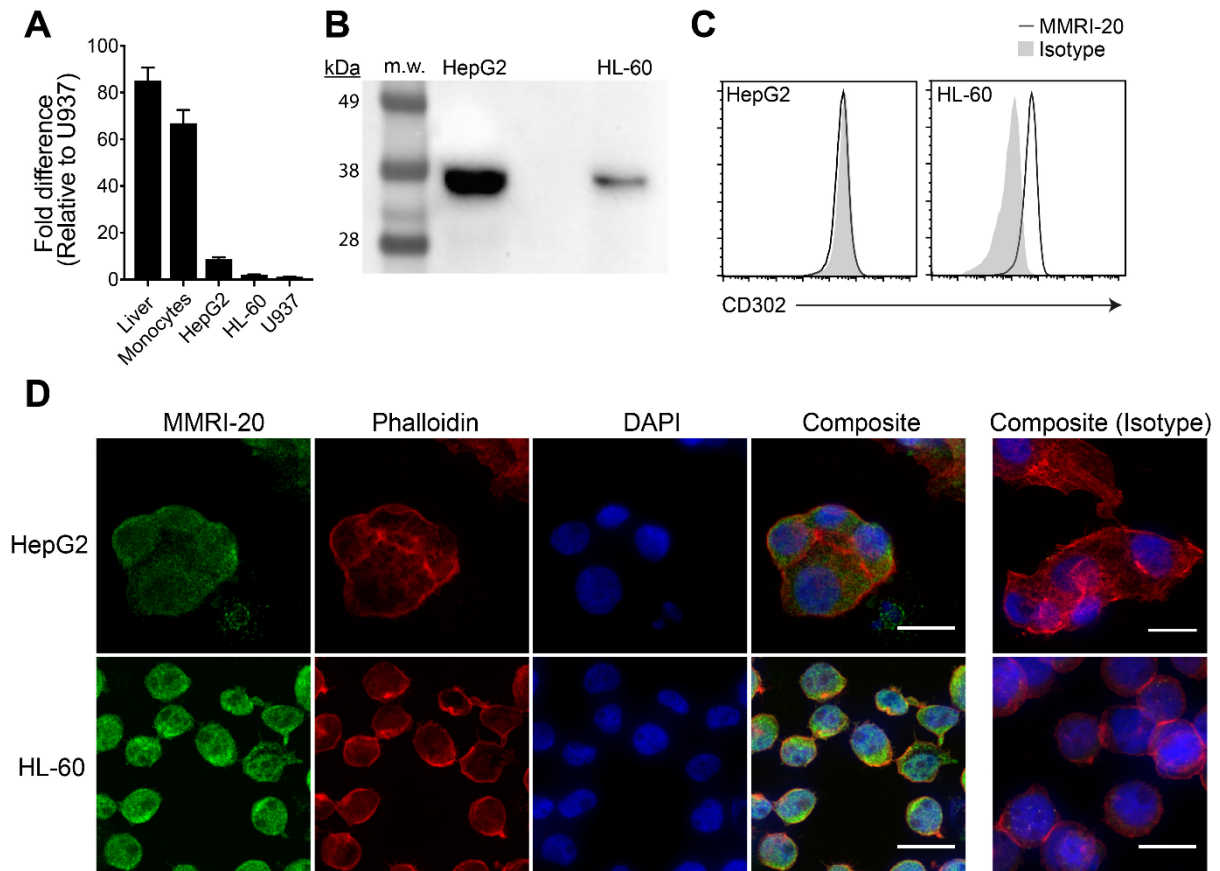 A
Fold difference
(Relative to U937)
100
80
60
40
20
0
Liver
Monocytes
HepG2
HL-60
U937
B
kDa
m.w.
HepG2
HL-60
49
38
28
C
MMRI-20
Isotype
HepG2
HL-60
CD302
D
MMRI-20
Phalloidin
DAPI
Composite
Composite (Isotype)
HepG2
HL-60